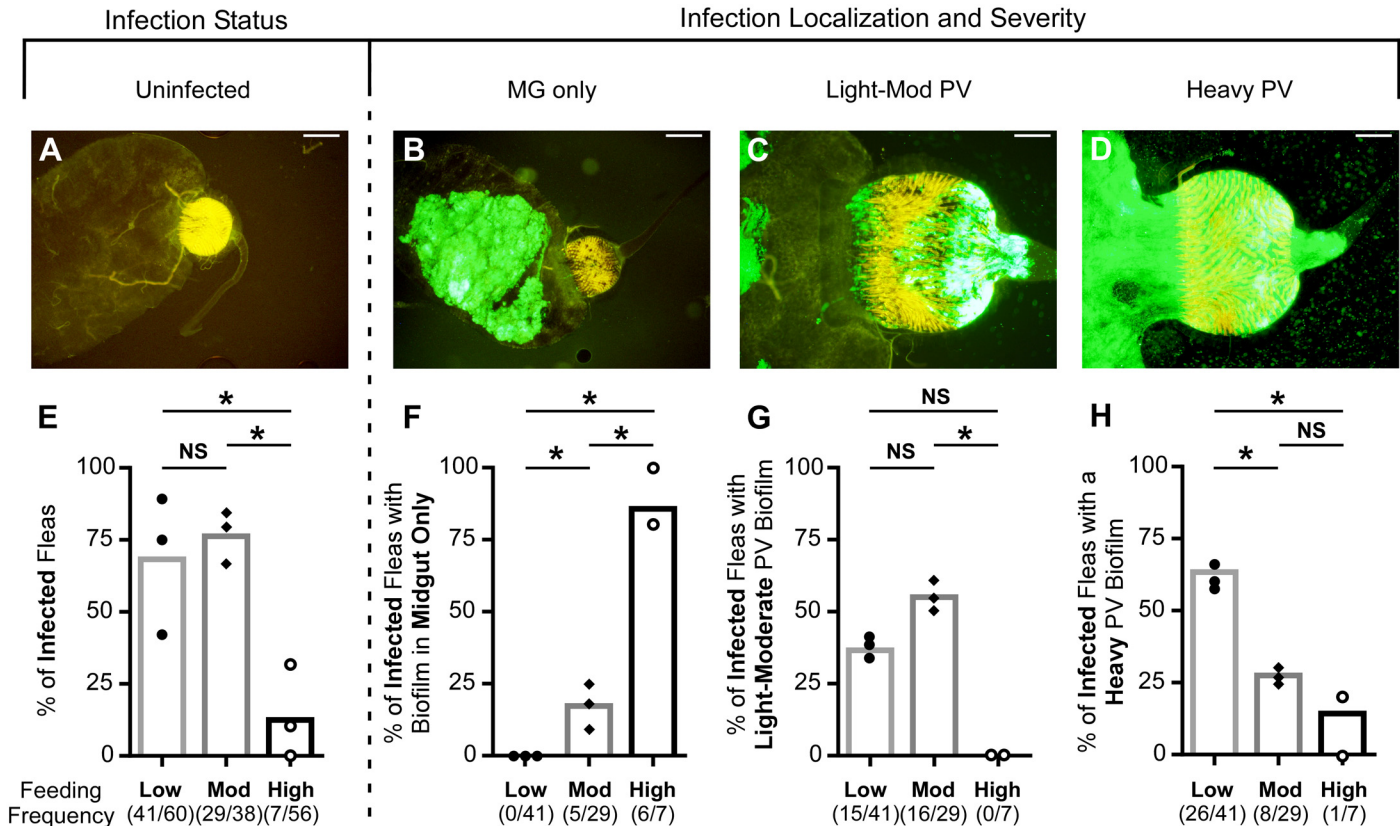 Infection Status
Infection Localization and Severity
Uninfected
MG only
Light-Mod PV
Heavy PV
A
B
C
D
E
*
NS
*
% of Infected Fleas
100
75
50
25
0
F
*
*
*
% of Infected Fleas with
Biofilm in Midgut Only
100
75
50
25
0
G
NS
NS
*
% of Infected Fleas with
Light-Moderate PV Biofilm
100
75
50
25
0
H
*
*
NS
% of Infected Fleas with a
Heavy PV Biofilm
100
75
50
25
0
Feeding
Frequency
Low Mod High
(41/60) (29/38) (7/56)
Low Mod High
(0/41) (5/29) (6/7)
Low Mod High
(15/41) (16/29) (0/7)
Low Mod High
(26/41) (8/29) (1/7)